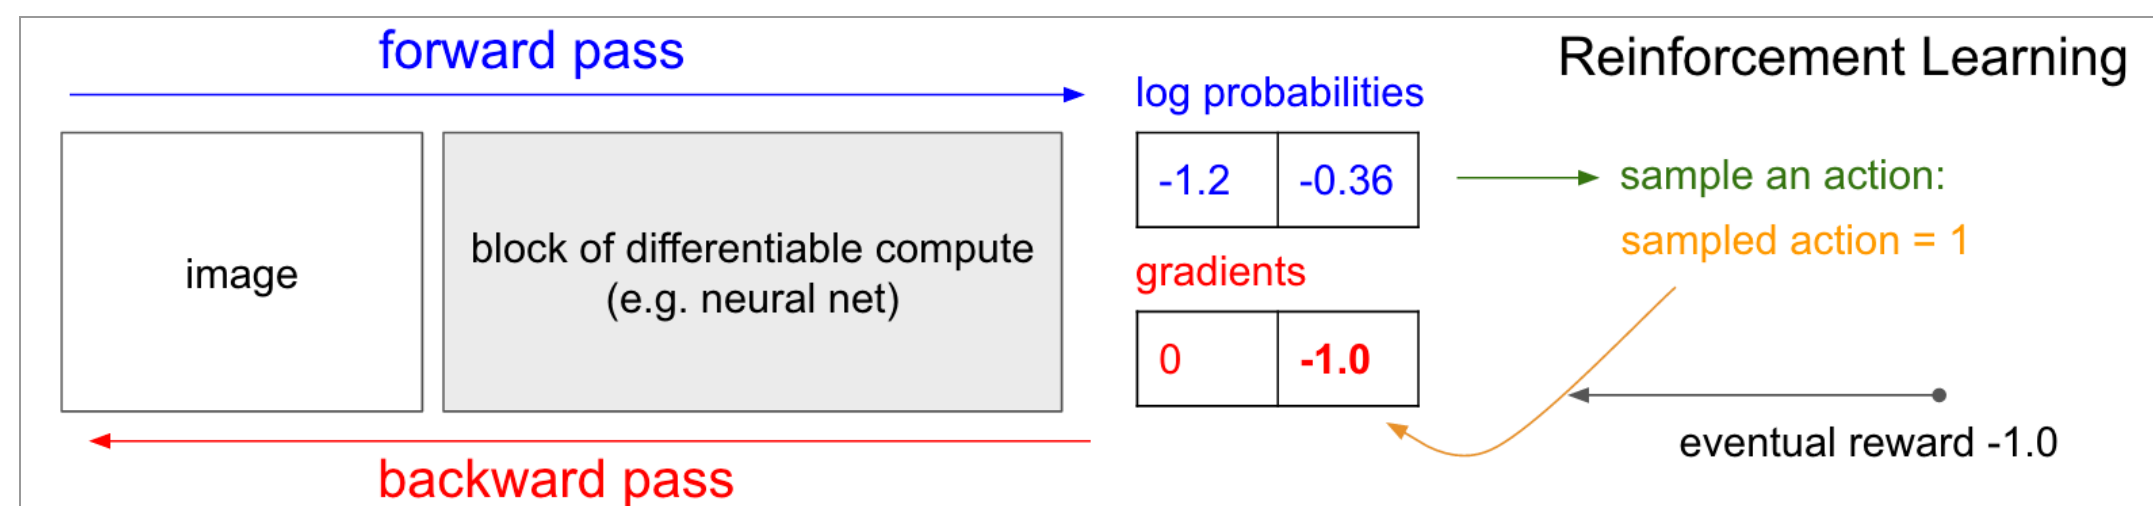 forward pass
Reinforcement Learning
log probabilities
-1.2 -0.36
sample an action:
sampled action = 1
image
block of differentiable compute
(e.g. neural net)
gradients
0 -1.0
eventual reward -1.0
backward pass